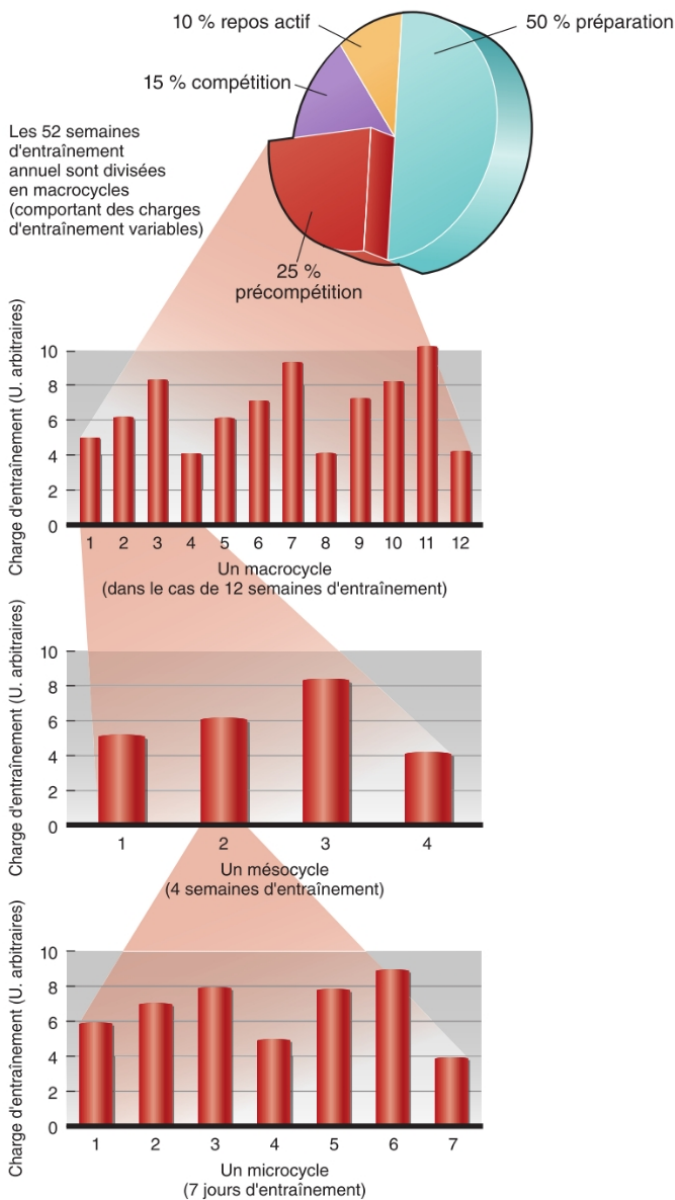 10 % repos actif
50 % préparation
15 % compétition
Les 52 semaines
d'entraînement
annuel sont divisées
en macrocycles
(comportant des charges
d'entraînement variables)
25 %
précompétition
Charge d'entraînement (U. arbitraires)
10
8
6
4
2
0
1 2 3 4 5 6 7 8 9 10 11 12
Un macrocycle
(dans le cas de 12 semaines d'entraînement)
Charge d'entraînement (U. arbitraires)
10
8
6
4
2
0
1 2 3 4
Un mésocycle
(4 semaines d'entraînement)
Charge d'entraînement (U. arbitraires)
10
8
6
4
2
0
1 2 3 4 5 6 7
Un microcycle
(7 jours d'entraînement)